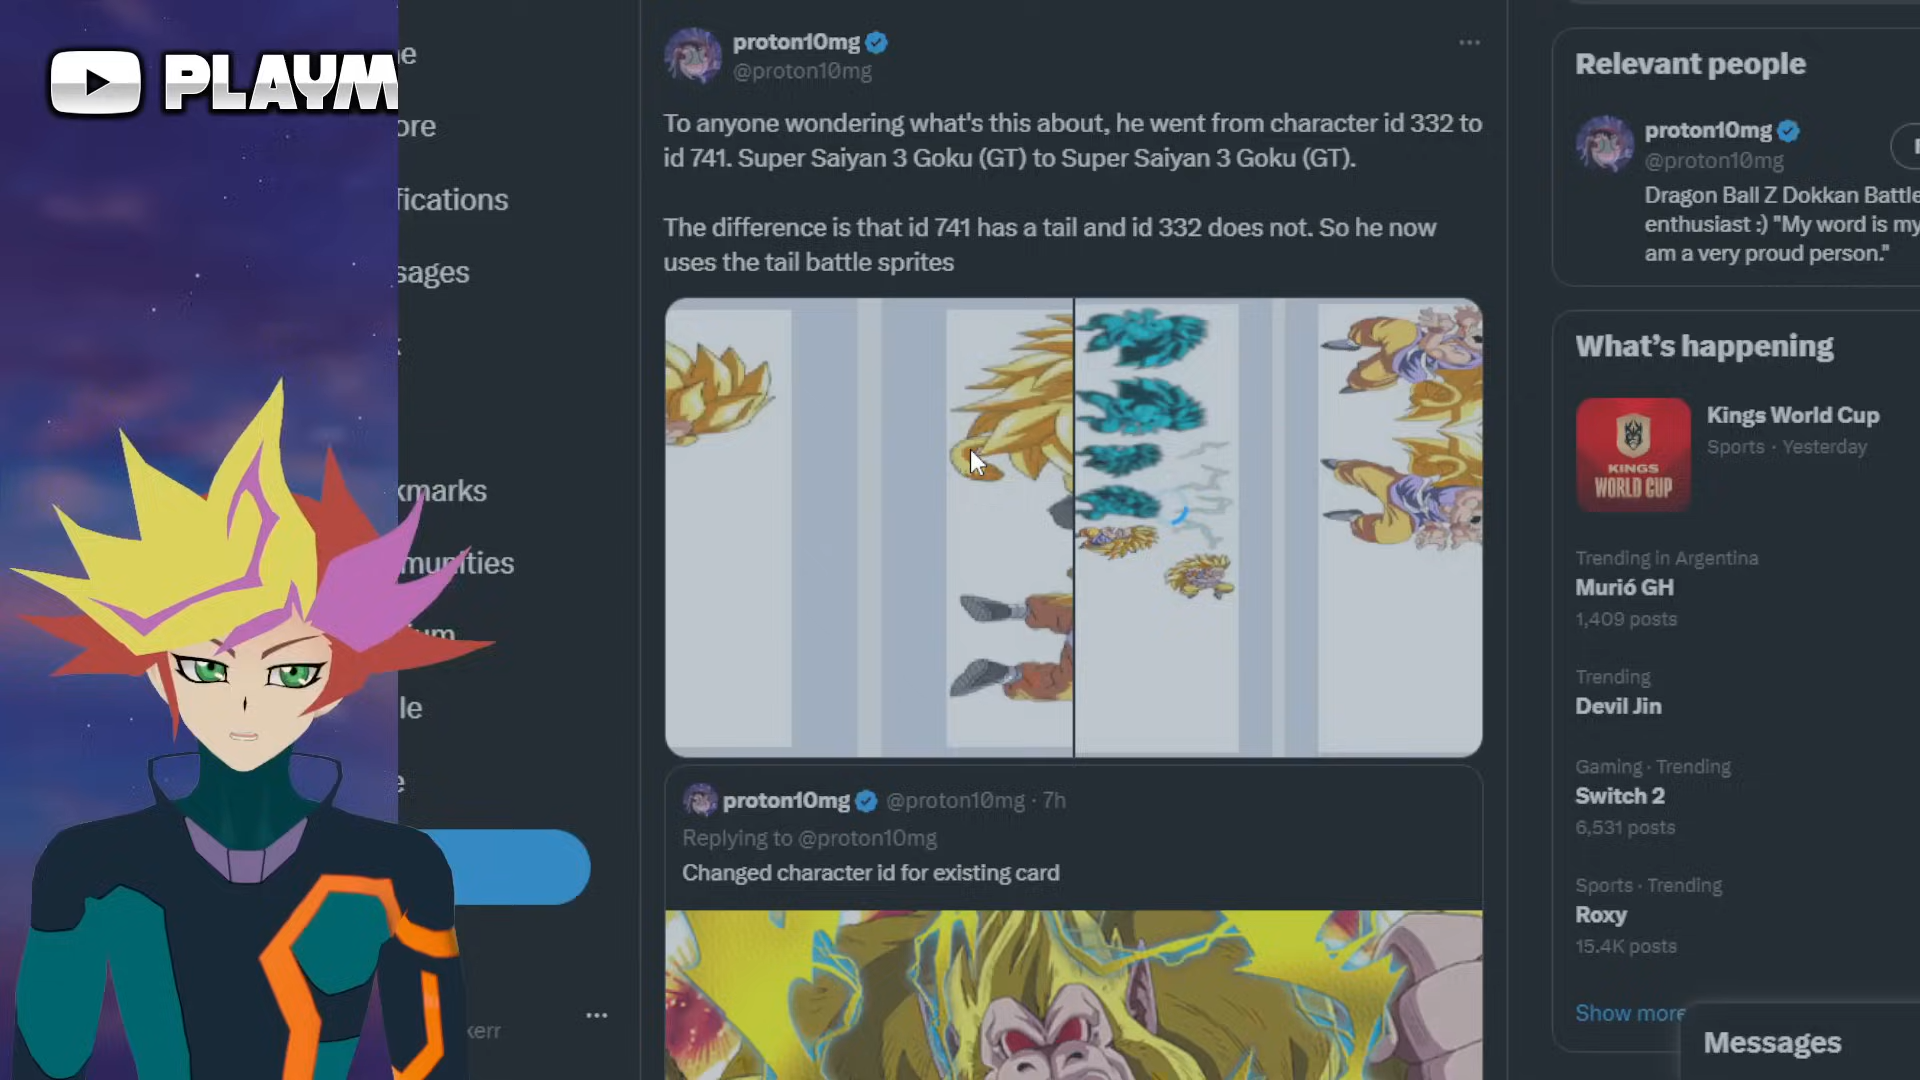 PLAYM
proton10mg
@proton10mg
To anyone wondering what's this about, he went from character id 332 to
id 741. Super Saiyan 3 Goku (GT) to Super Saiyan 3 Goku (GT).
The difference is that id 741 has a tail and id 332 does not. So he now
uses the tail battle sprites
proton10mg @proton10mg · 7h
Replying to @proton10mg
Changed character id for existing card
ore
fications
sages
kmarks
munities
um
le
e
kerr
Relevant people
proton10mg
@proton10mg
Dragon Ball Z Dokkan Battle
enthusiast :) "My word is my
am a very proud person."
What's happening
Kings World Cup
Sports · Yesterday
KINGS
WORLD CUP
Trending in Argentina
Murió GH
1,409 posts
Trending
Devil Jin
Gaming · Trending
Switch 2
6,531 posts
Sports · Trending
Roxy
15.4K posts
Show more
Messages